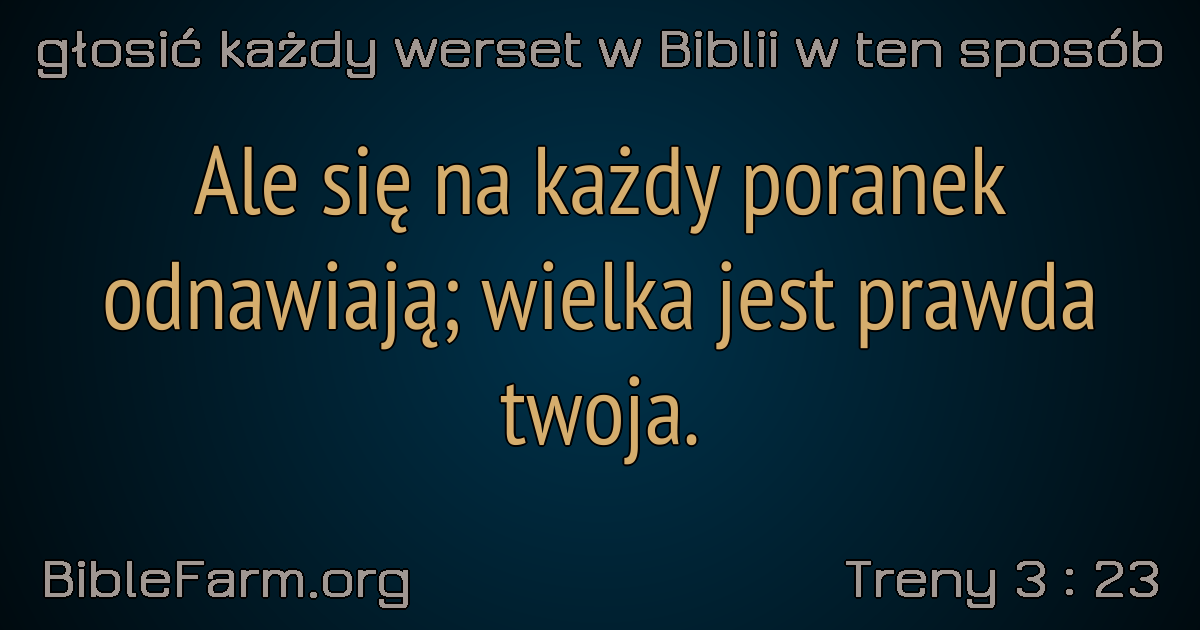 głosić każdy werset w Biblii w ten sposób
Ale się na każdy poranek
odnawiają; wielka jest prawda
twoja.
BibleFarm.org
Treny 3 : 23